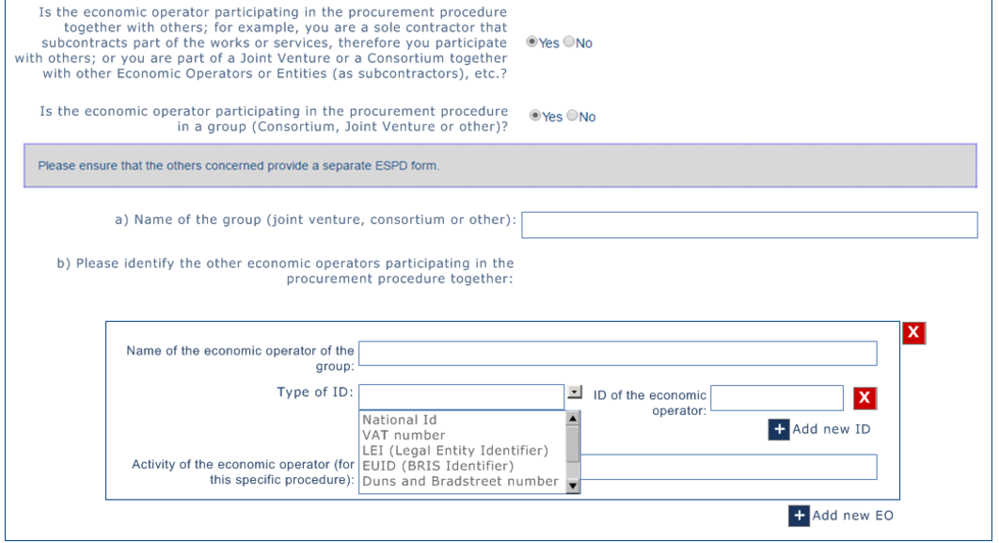 Is the economic operator participating in the procurement procedure
together with others; for example, you are a sole contractor that
subcontracts part of the works or services, therefore you participate
with others; or you are part of a Joint Venture or a Consortium together
with other Economic Operators or Entities (as subcontractors), etc.?
Yes No
Is the economic operator participating in the procurement procedure
in a group (Consortium, Joint Venture or other)?
Yes No
Please ensure that the others concerned provide a separate ESPD form.
a) Name of the group (joint venture, consortium or other):
b) Please identify the other economic operators participating in the
procurement procedure together:
X
Name of the economic operator of the
group:
Type of ID:
ID of the economic
operator:
X
National Id
VAT number
LEI (Legal Entity Identifier)
EUID (BRIS Identifier)
Duns and Bradstreet number
+ Add new ID
Activity of the economic operator (for
this specific procedure):
+ Add new EO